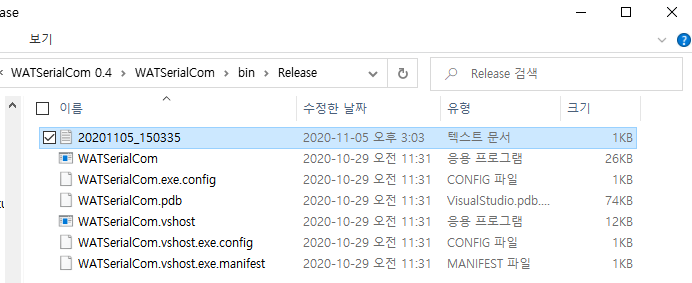 ase
보기
WATSerialCom 0.4 > WATSerialCom > bin > Release
Release 검색
이름 수정한 날짜 유형 크기
20201105_150335 2020-11-05 오후 3:03 텍스트 문서 1KB
WATSerialCom 2020-10-29 오전 11:31 응용 프로그램 26KB
WATSerialCom.exe.config 2020-10-29 오전 11:31 CONFIG 파일 1KB
WATSerialCom.pdb 2020-10-29 오전 11:31 VisualStudio.pdb.... 74KB
WATSerialCom.vshost 2020-10-29 오전 11:31 응용 프로그램 12KB
WATSerialCom.vshost.exe.config 2020-10-29 오전 11:31 CONFIG 파일 1KB
WATSerialCom.vshost.exe.manifest 2020-10-29 오전 11:31 MANIFEST 파일 1KB